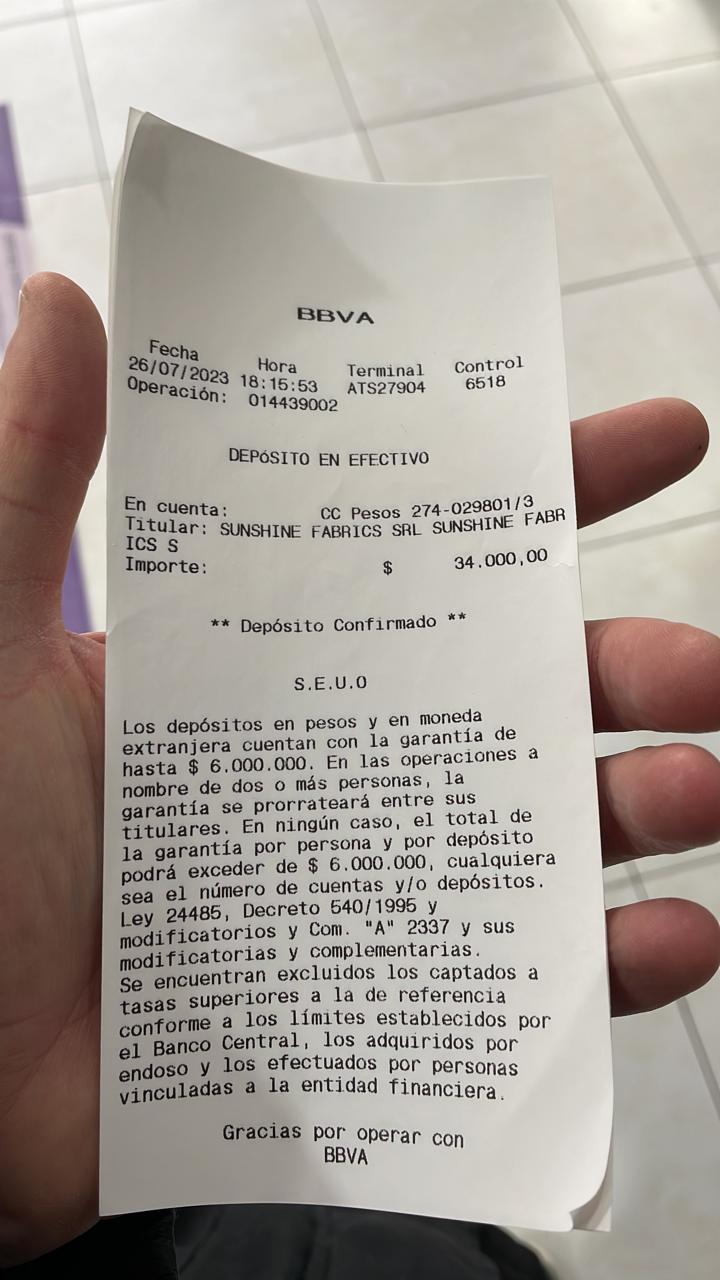 BBVA
Fecha Hora Terminal Control
26/07/2023 18:15:53 ATS27904 6518
Operación: 014439002
DEPóSITO EN EFECTIVO
En cuenta: CC Pesos 274-029801/3
Titular: SUNSHINE FABRICS SRL SUNSHINE FABR
ICS S
Importe: $ 34.000,00
** Depósito Confirmado **
S.E.U.O
Los depósitos en pesos y en moneda
extranjera cuentan con la garantía de
hasta $ 6.000.000. En las operaciones a
nombre de dos o más personas, la
garantía se prorrateará entre sus
titulares. En ningún caso, el total de
la garantía por persona y por depósito
podrá exceder de $ 6.000.000, cualquiera
sea el número de cuentas y/o depósitos.
Ley 24485, Decreto 540/1995 y
modificatorios y Com. "A" 2337 y sus
modificatorias y complementarias.
Se encuentran excluidos los captados a
tasas superiores a la de referencia
conforme a los límites establecidos por
el Banco Central, los adquiridos por
endoso y los efectuados por personas
vinculadas a la entidad financiera.
Gracias por operar con
BBVA